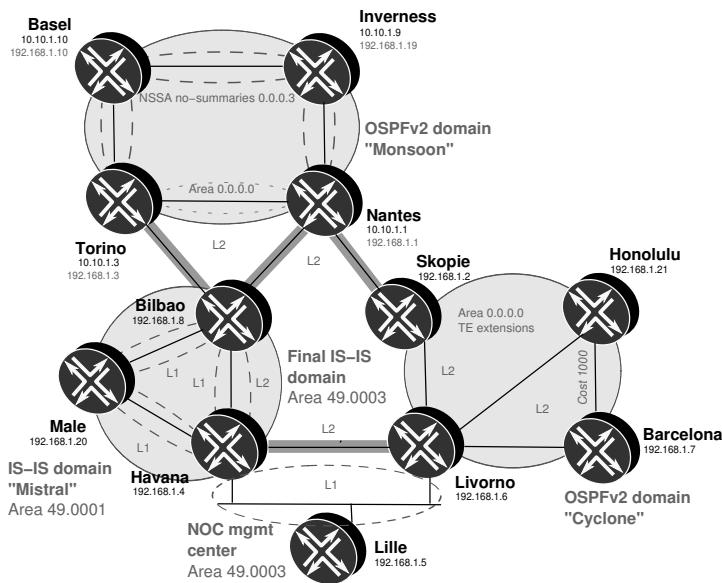 Basel
10.10.1.10
192.168.1.10
Inverness
10.10.1.9
192.168.1.19
NSSA no−summaries 0.0.0.3
OSPFv2 domain
"Monsoon"
Area 0.0.0.0
Torino
10.10.1.3
192.168.1.3
L2
L2
Nantes
10.10.1.1
192.168.1.1
Skopie
192.168.1.2
Honolulu
192.168.1.21
Bilbao
192.168.1.8
Area 0.0.0.0
TE extensions
L1
L1
L2
Final IS−IS
domain
Area 49.0003
L2
Cost 1000
L2
Male
192.168.1.20
L1
L2
Barcelona
192.168.1.7
IS−IS domain
"Mistral"
Area 49.0001
Havana
192.168.1.4
L1
Livorno
192.168.1.6
OSPFv2 domain
"Cyclone"
NOC mgmt
center
Area 49.0003
Lille
192.168.1.5